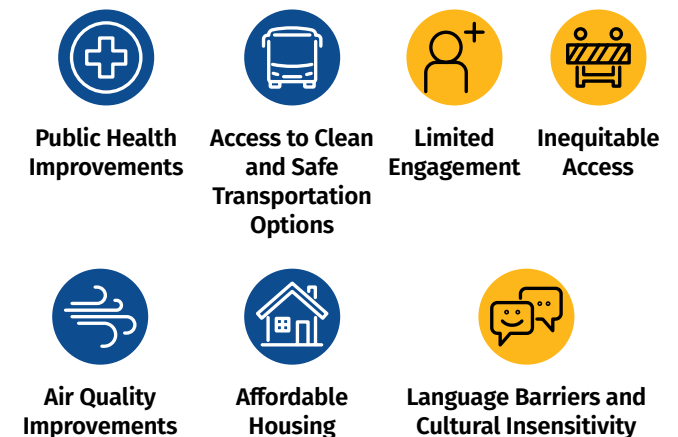 Public Health
Improvements
Access to Clean
and Safe
Transportation
Options
Limited
Engagement
Inequitable
Access
Air Quality
Improvements
Affordable
Housing
Language Barriers and
Cultural Insensitivity